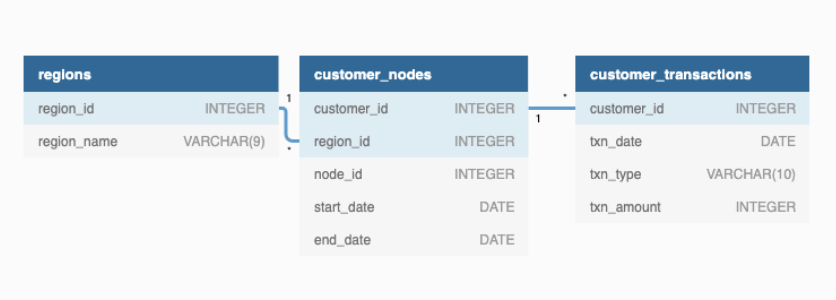 regions
region_id INTEGER
region_name VARCHAR(9)
1
*
customer_nodes
customer_id INTEGER
region_id INTEGER
node_id INTEGER
start_date DATE
end_date DATE
1
*
customer_transactions
customer_id INTEGER
txn_date DATE
txn_type VARCHAR(10)
txn_amount INTEGER